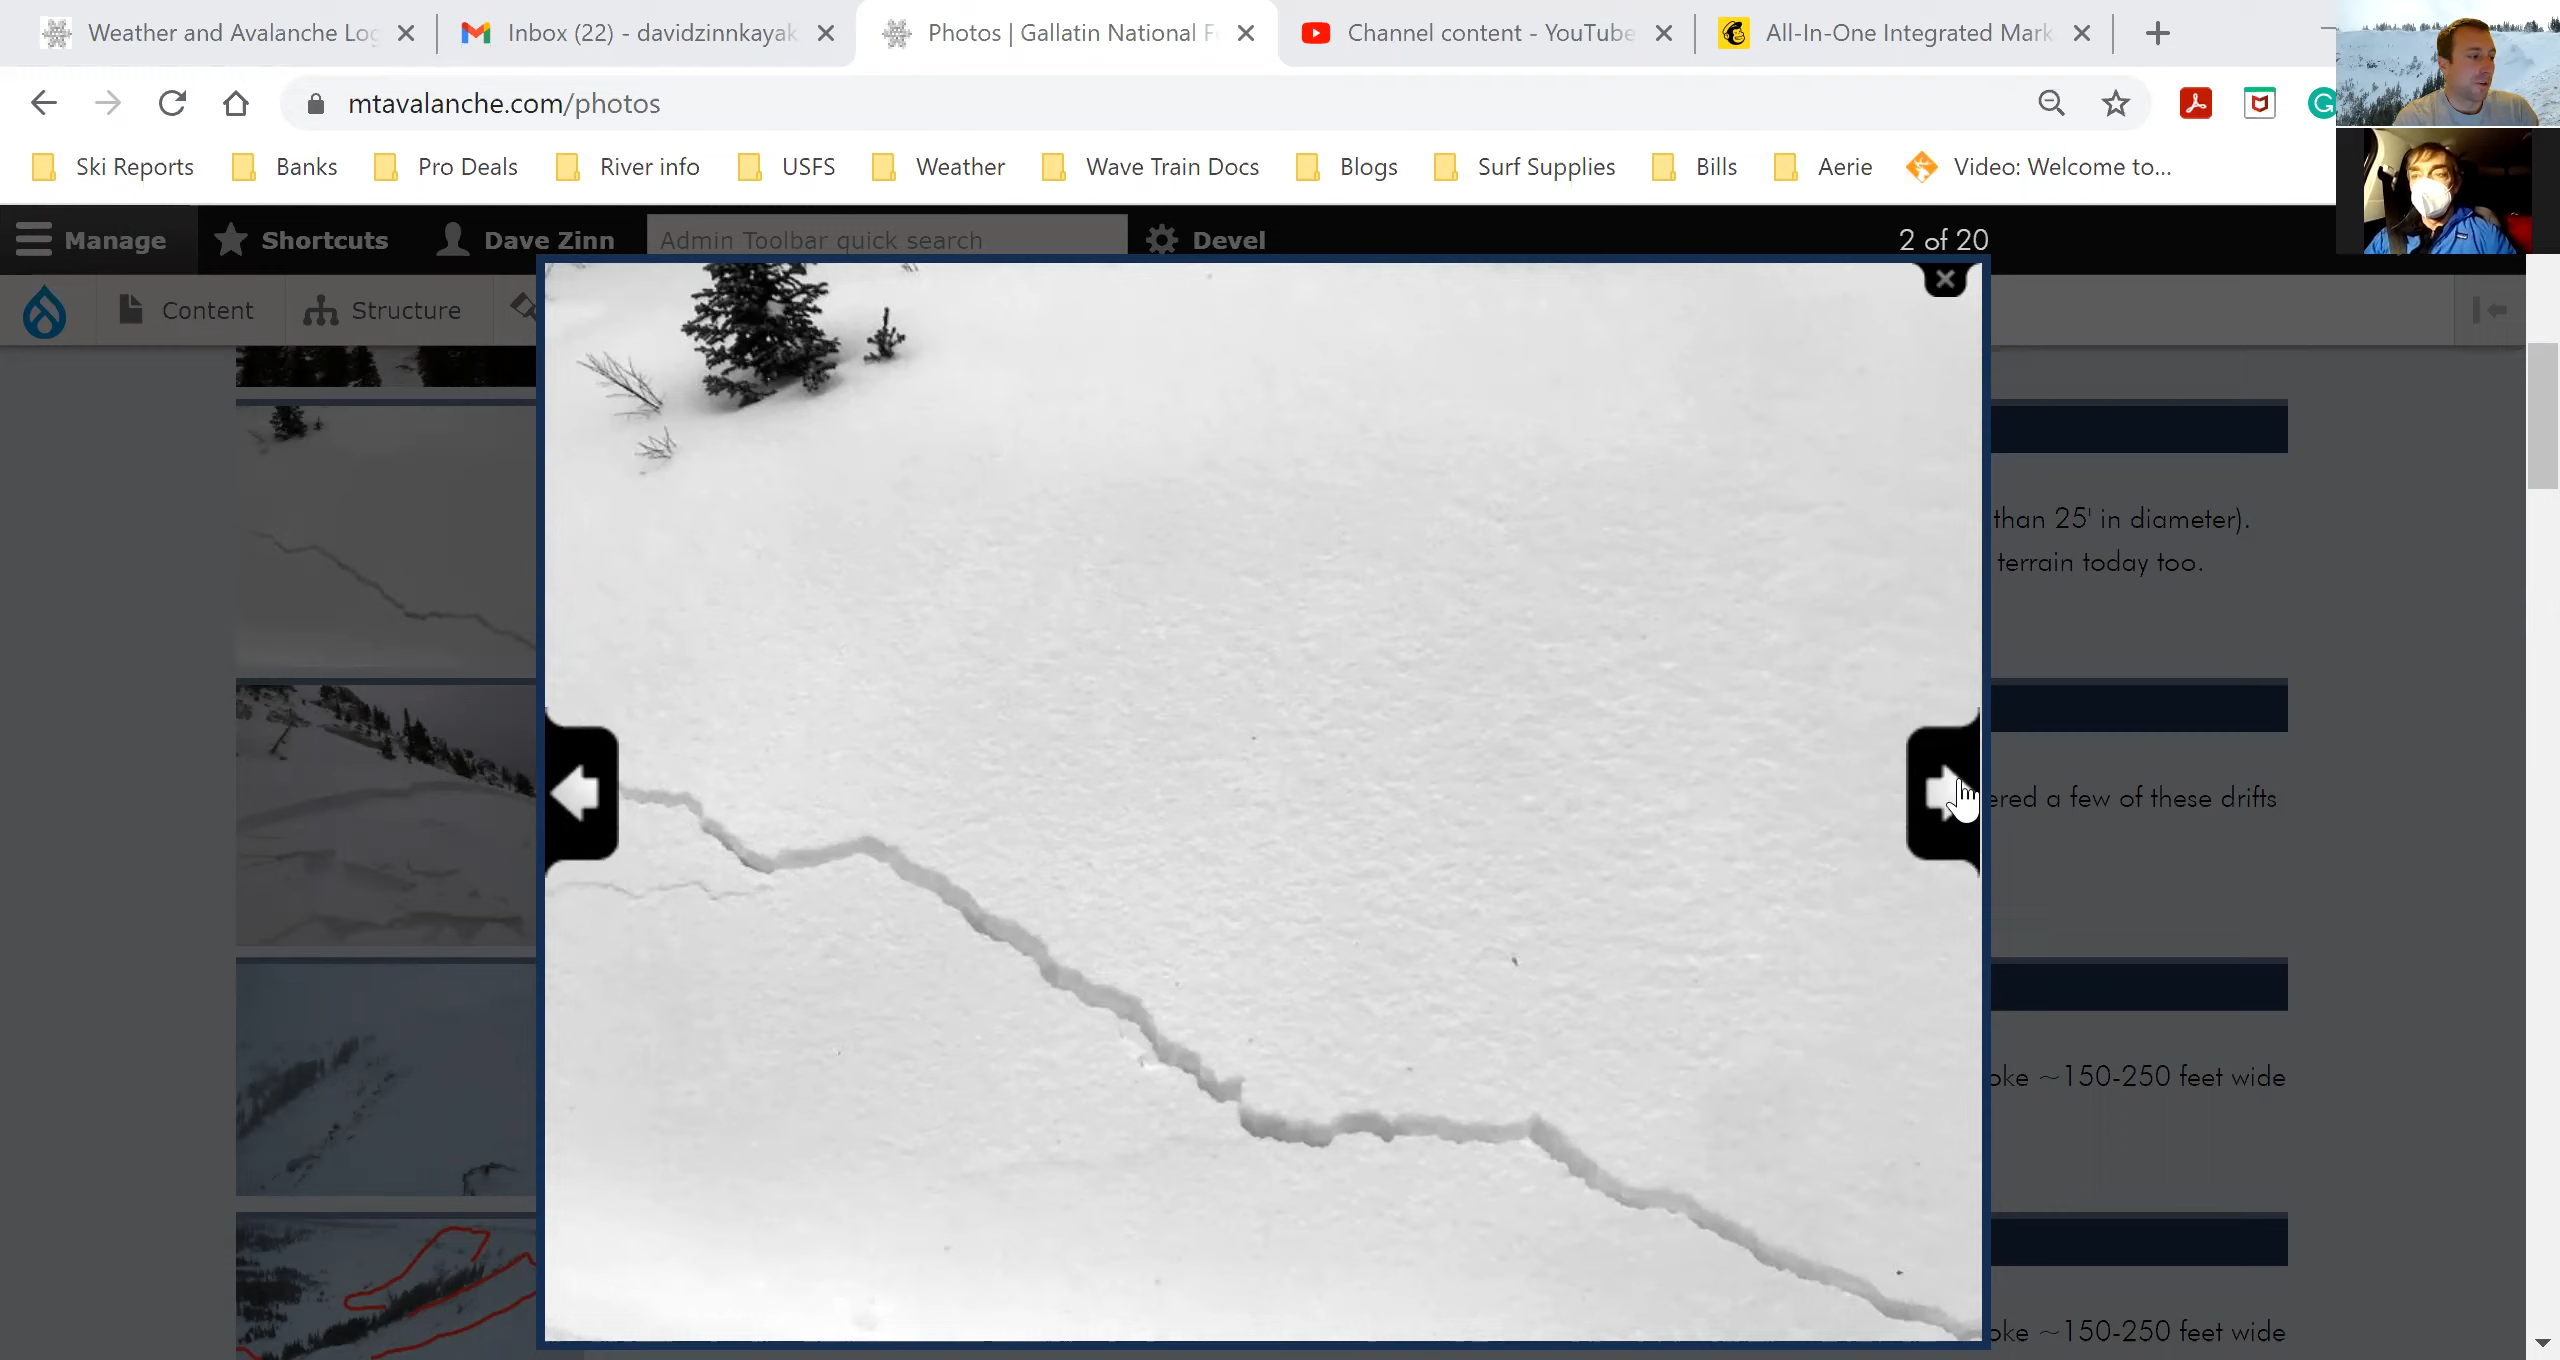 Weather and Avalanche Log
Inbox (22) - davidzinnkayak
Photos | Gallatin National F
Channel content - YouTube
All-In-One Integrated Mark
mtavalanche.com/photos
Ski Reports
Banks
Pro Deals
River info
USFS
Weather
Wave Train Docs
Blogs
Surf Supplies
Bills
Aerie
Video: Welcome to...
Manage
Shortcuts
Dave Zinn
Admin Toolbar quick search
Devel
2 of 20
Content
Structure
than 25' in diameter).
terrain today too.
ered a few of these drifts
oke ~150-250 feet wide
oke ~150-250 feet wide